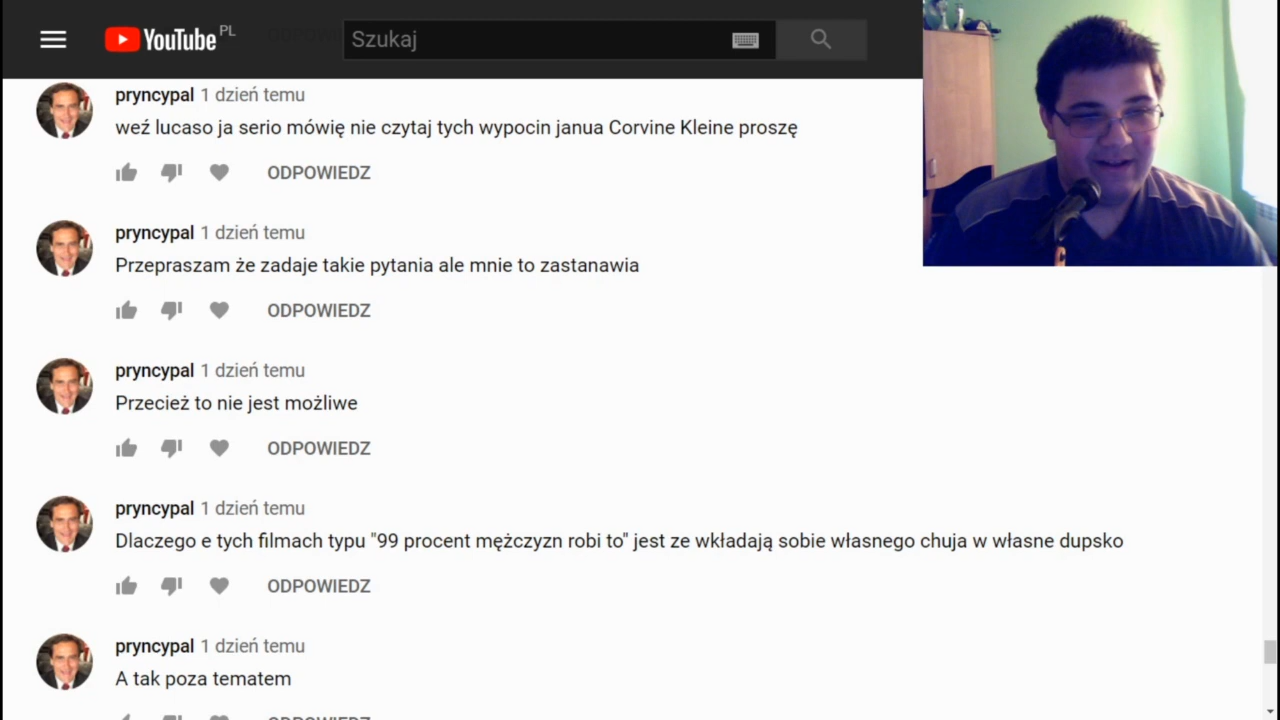 YouTube PL
Szukaj
pryncypal 1 dzień temu
weź lucaso ja serio mówię nie czytaj tych wypocin janua Corvine Kleine proszę
ODPOWIEDZ
pryncypal 1 dzień temu
Przepraszam że zadaje takie pytania ale mnie to zastanawia
ODPOWIEDZ
pryncypal 1 dzień temu
Przecież to nie jest możliwe
ODPOWIEDZ
pryncypal 1 dzień temu
Dlaczego e tych filmach typu "99 procent mężczyzn robi to" jest ze wkładają sobie własnego chuja w własne dupsko
ODPOWIEDZ
pryncypal 1 dzień temu
A tak poza tematem
ODPOWIEDZ